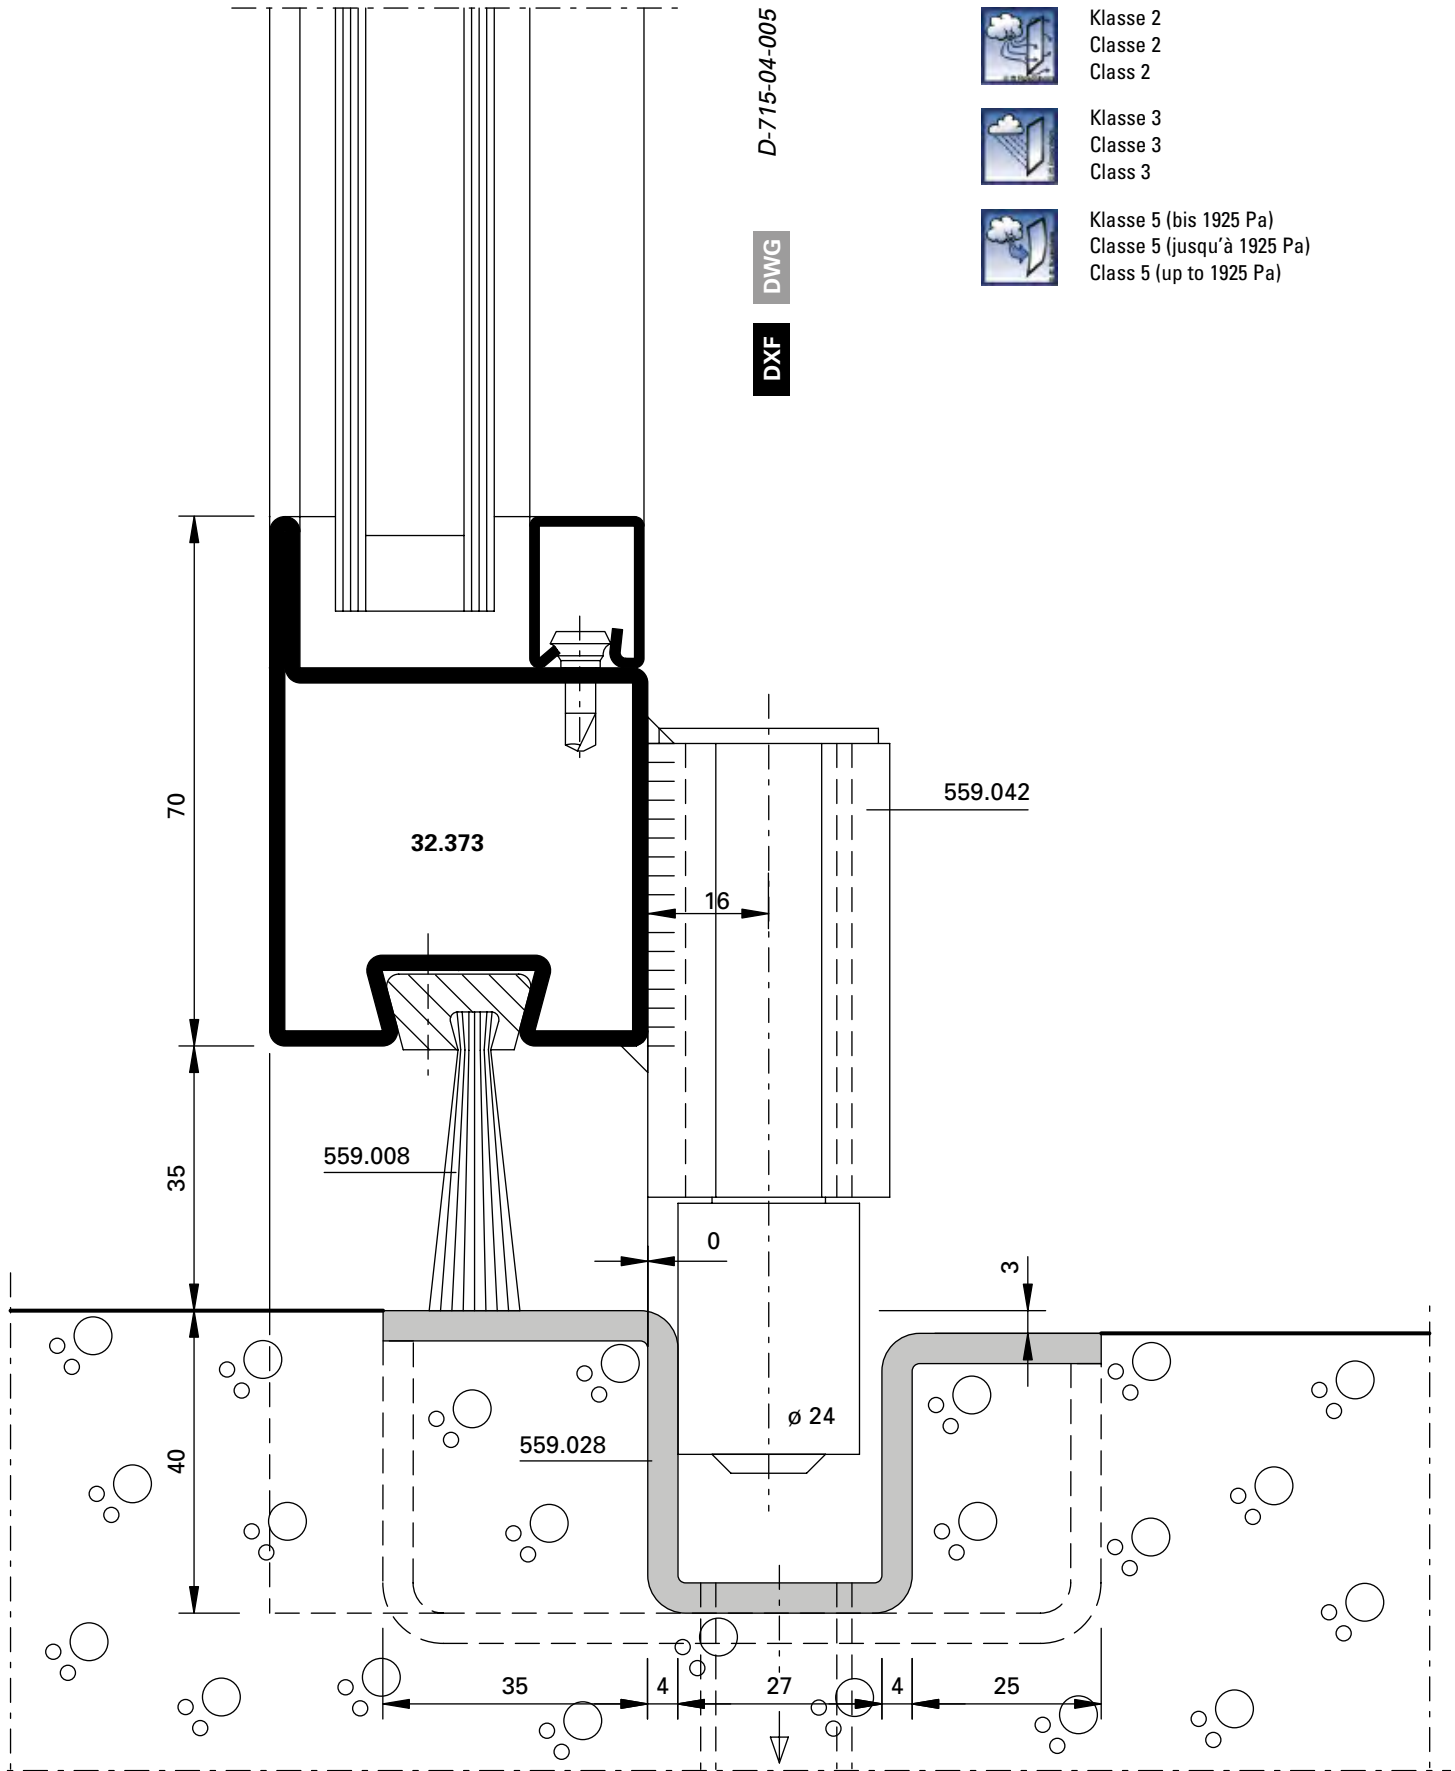 D-715-04-005
DWG
DXF
Klasse 2
Classe 2
Class 2
Klasse 3
Classe 3
Class 3
Klasse 5 (bis 1925 Pa)
Classe 5 (jusqu'à 1925 Pa)
Class 5 (up to 1925 Pa)
70
32.373
559.042
16
559.008
35
0
3
ø 24
559.028
40
35
4
27
4
25